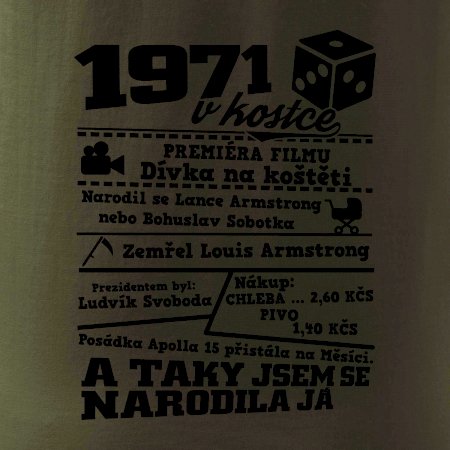 1971
v kostce
PREMIÉRA FILMU
Dívka na koštěti
Narodil se Lance Armstrong
nebo Bohuslav Sobotka
Zemřel Louis Armstrong
Prezidentem byl:
Ludvík Svoboda
Nákup:
CHLEBA ... 2,60 KČS
PIVO
1,40 KČS
Posádka Apolla 15 přistála na Měsíci.
A TAKY JSEM SE
NARODILA JÁ